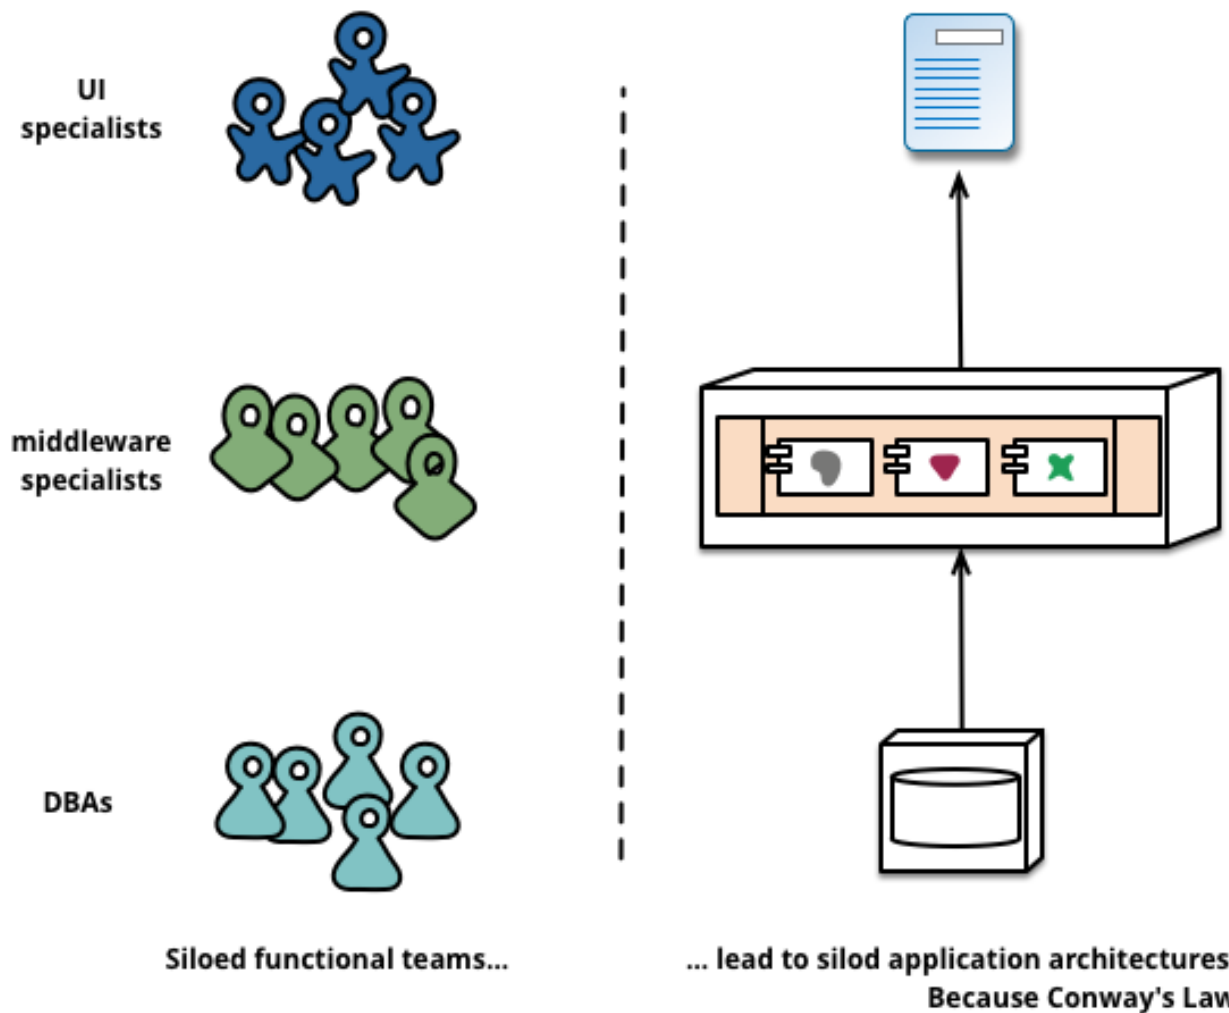 UI
specialists
middleware
specialists
DBAs
Siloed functional teams...
... lead to silod application architectures
Because Conway's Law